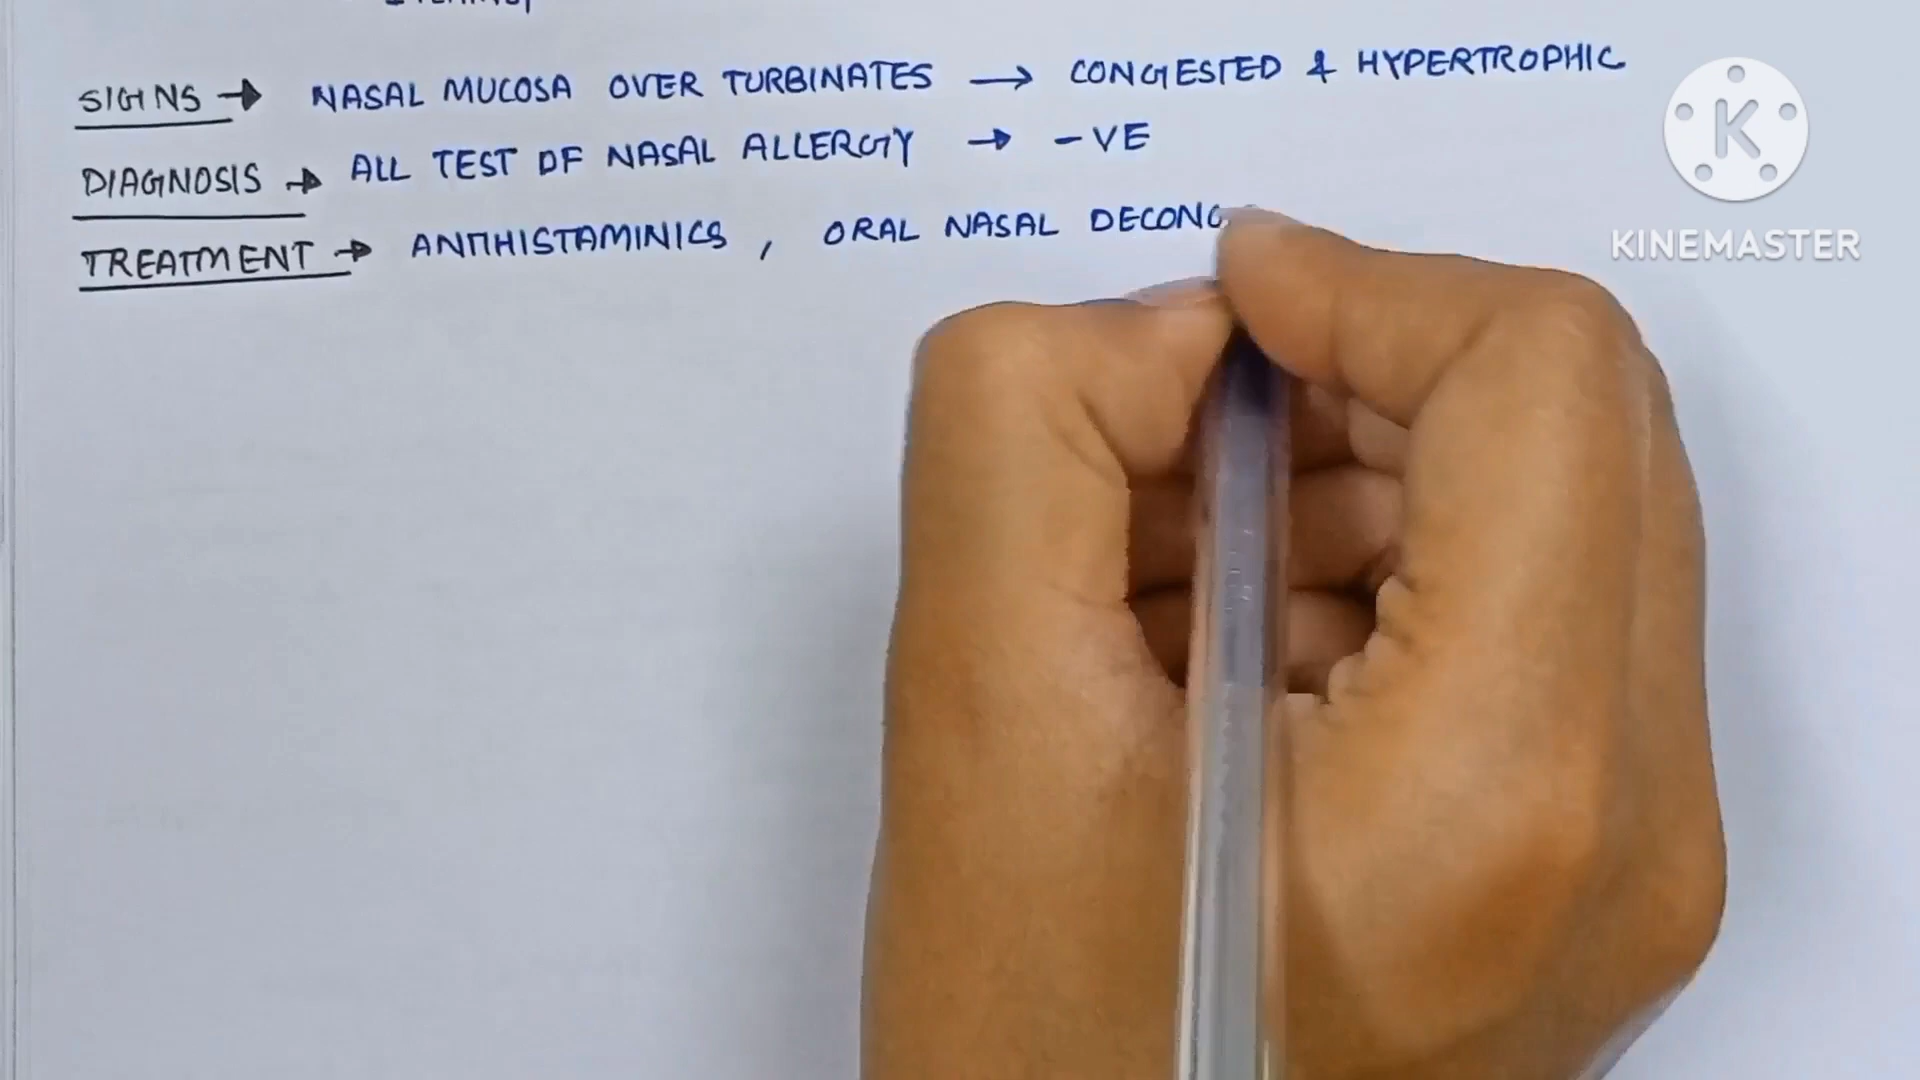 SIGNS → NASAL MUCOSA OVER TURBINATES → CONGESTED & HYPERTROPHIC
DIAGNOSIS → ALL TEST OF NASAL ALLERGY → -VE
TREATMENT → ANTIHISTAMINICS, ORAL NASAL DECONG
K
KINEMASTER